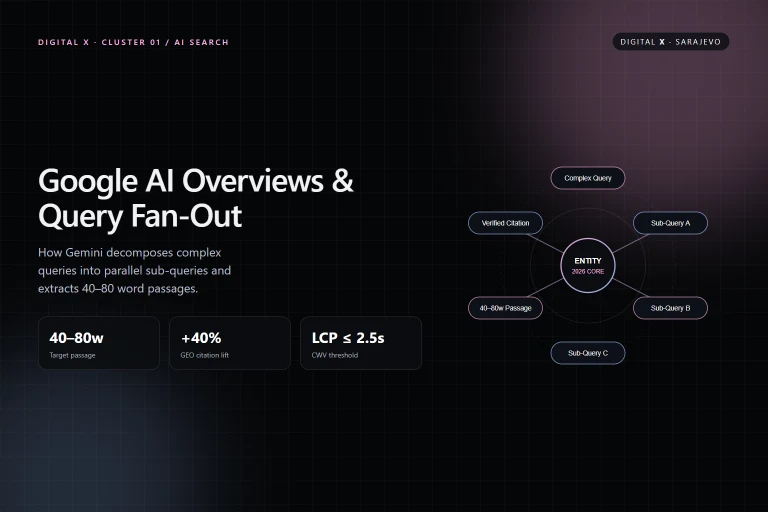 DIGITAL X · CLUSTER 01 / AI SEARCH
DIGITAL X · SARAJEVO
Google AI Overviews &
Query Fan-Out
How Gemini decomposes complex
queries into parallel sub-queries and
extracts 40–80 word passages.
40–80w
Target passage
+40%
GEO citation lift
LCP ≤ 2.5s
CWV threshold
Complex Query
Verified Citation
Sub-Query A
ENTITY
2026 CORE
40–80w Passage
Sub-Query B
Sub-Query C